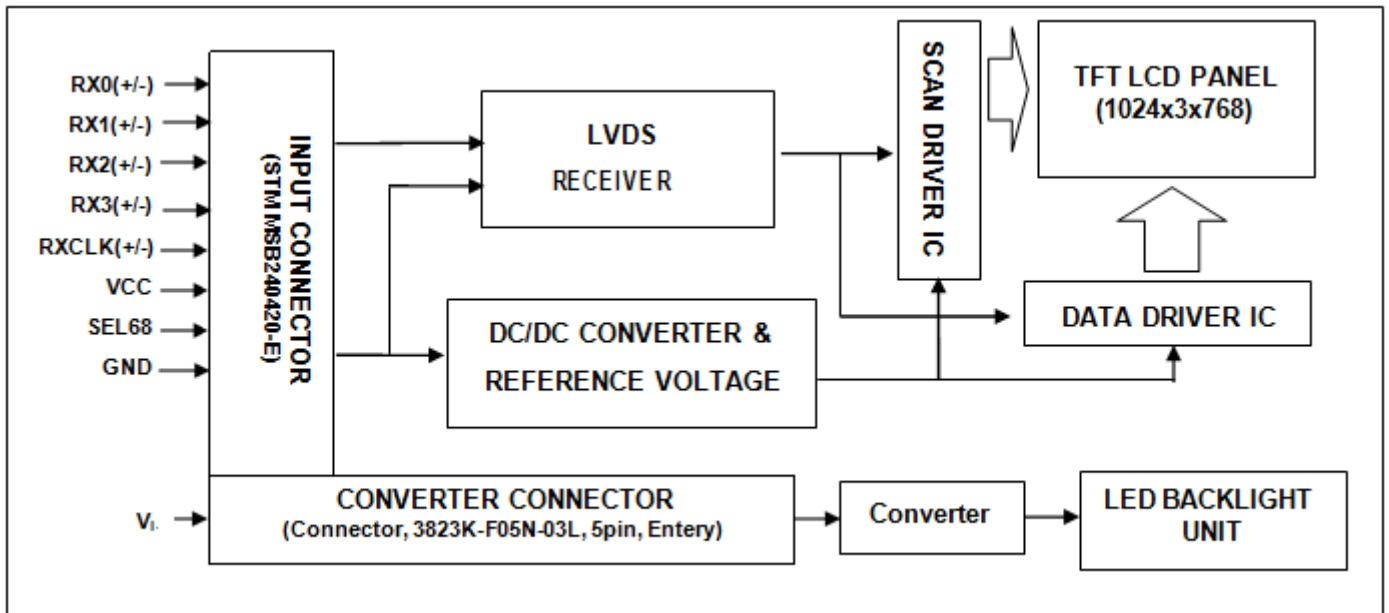 RX0(+/-)
RX1(+/-)
RX2(+/-)
RX3(+/-)
RXCLK(+/-)
VCC
SEL68
GND
INPUT CONNECTOR
(STM MSB240420-E)
LVDS
RECEIVER
DC/DC CONVERTER &
REFERENCE VOLTAGE
SCAN DRIVER IC
TFT LCD PANEL
(1024x3x768)
DATA DRIVER IC
CONVERTER CONNECTOR
(Connector, 3823K-F05N-03L, 5pin, Entery)
Converter
LED BACKLIGHT
UNIT